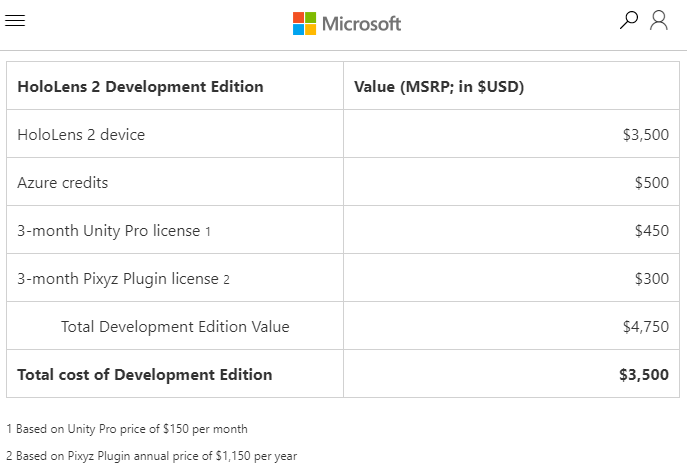 Microsoft
HoloLens 2 Development Edition Value (MSRP; in $USD)
HoloLens 2 device $3,500
Azure credits $500
3-month Unity Pro license 1 $450
3-month Pixyz Plugin license 2 $300
Total Development Edition Value $4,750
Total cost of Development Edition $3,500
1 Based on Unity Pro price of $150 per month
2 Based on Pixyz Plugin annual price of $1,150 per year